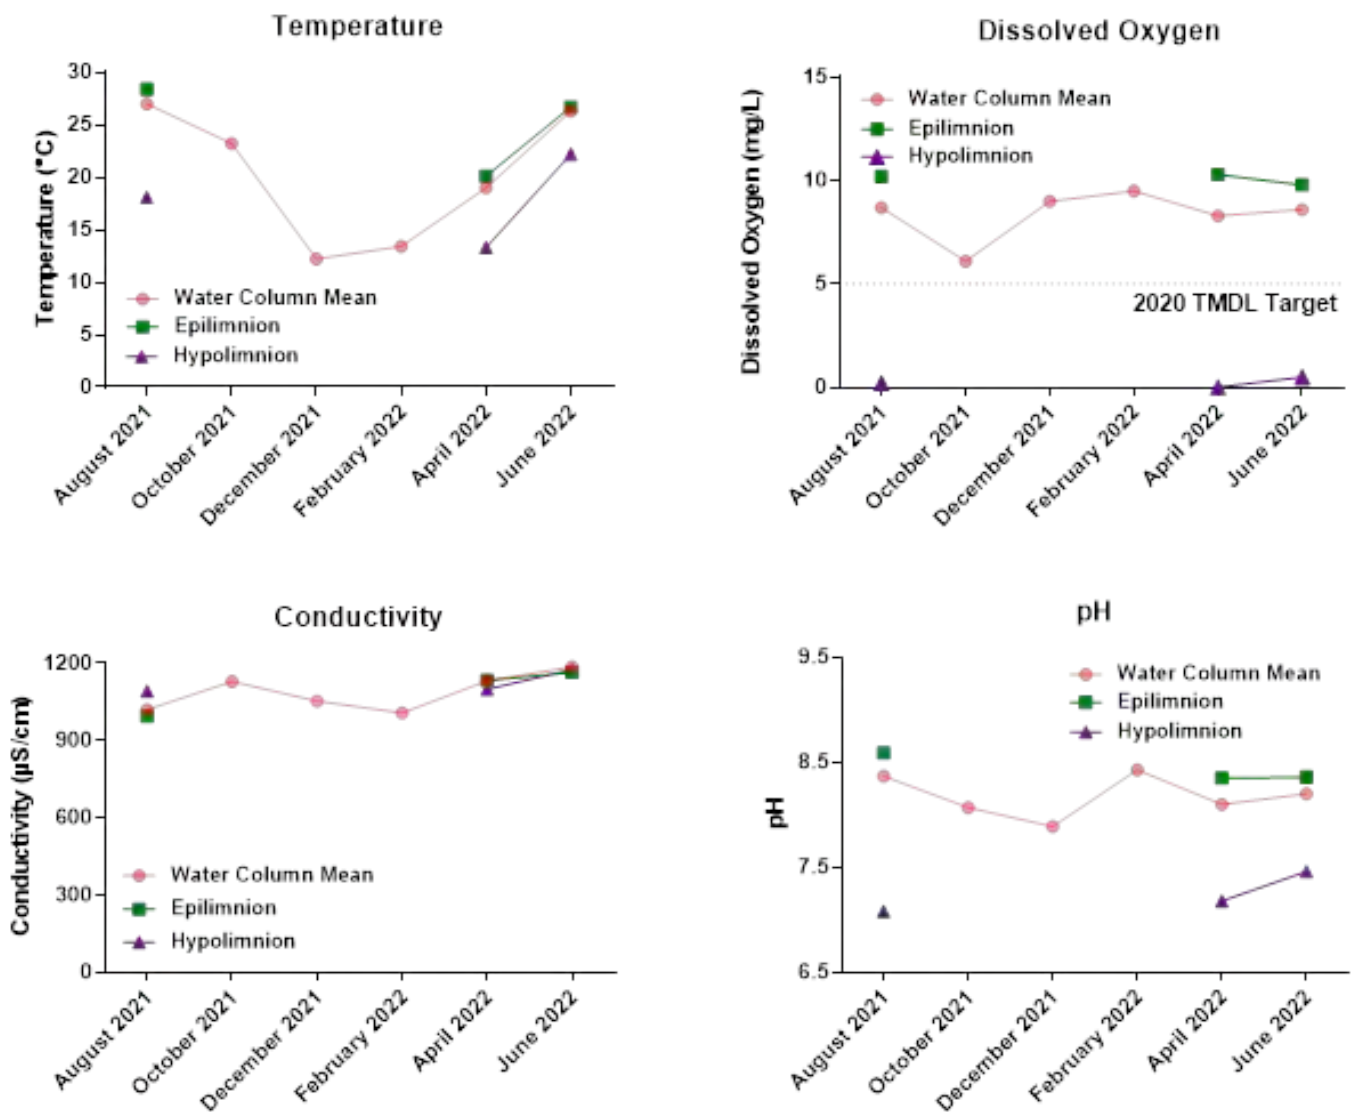 Temperature
Temperature (°C)
30
25
20
15
10
5
0
Water Column Mean
Epilimnion
Hypolimnion
August 2021
October 2021
December 2021
February 2022
April 2022
June 2022
Dissolved Oxygen
Dissolved Oxygen (mg/L)
15
10
5
0
Water Column Mean
Epilimnion
Hypolimnion
2020 TMDL Target
August 2021
October 2021
December 2021
February 2022
April 2022
June 2022
Conductivity
Conductivity (µS/cm)
1200
900
600
300
0
Water Column Mean
Epilimnion
Hypolimnion
August 2021
October 2021
December 2021
February 2022
April 2022
June 2022
pH
pH
9.5
8.5
7.5
6.5
Water Column Mean
Epilimnion
Hypolimnion
August 2021
October 2021
December 2021
February 2022
April 2022
June 2022